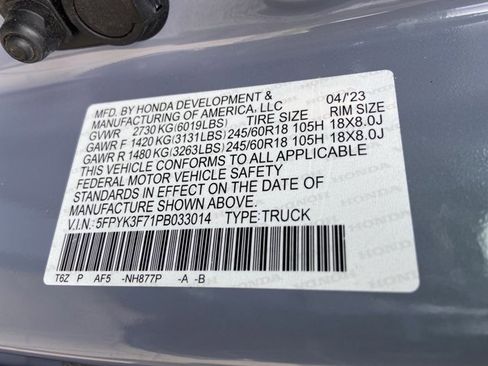 MFD. BY HONDA DEVELOPMENT & 04/'23
MANUFACTURING OF AMERICA, LLC
GVWR 2730 KG(6019LBS) TIRE SIZE RIM SIZE
GAWR F 1420 KG(3131LBS) 245/60R18 105H 18X8.0J
GAWR R 1480 KG(3263LBS) 245/60R18 105H 18X8.0J
THIS VEHICLE CONFORMS TO ALL APPLICABLE
FEDERAL MOTOR VEHICLE SAFETY
STANDARDS IN EFFECT ON THE DATE OF
MANUFACTURE SHOWN ABOVE.
V.I.N.: 5FPYK3F71PB033014 TYPE: TRUCK
T6Z P AF5 -NH877P -A -B